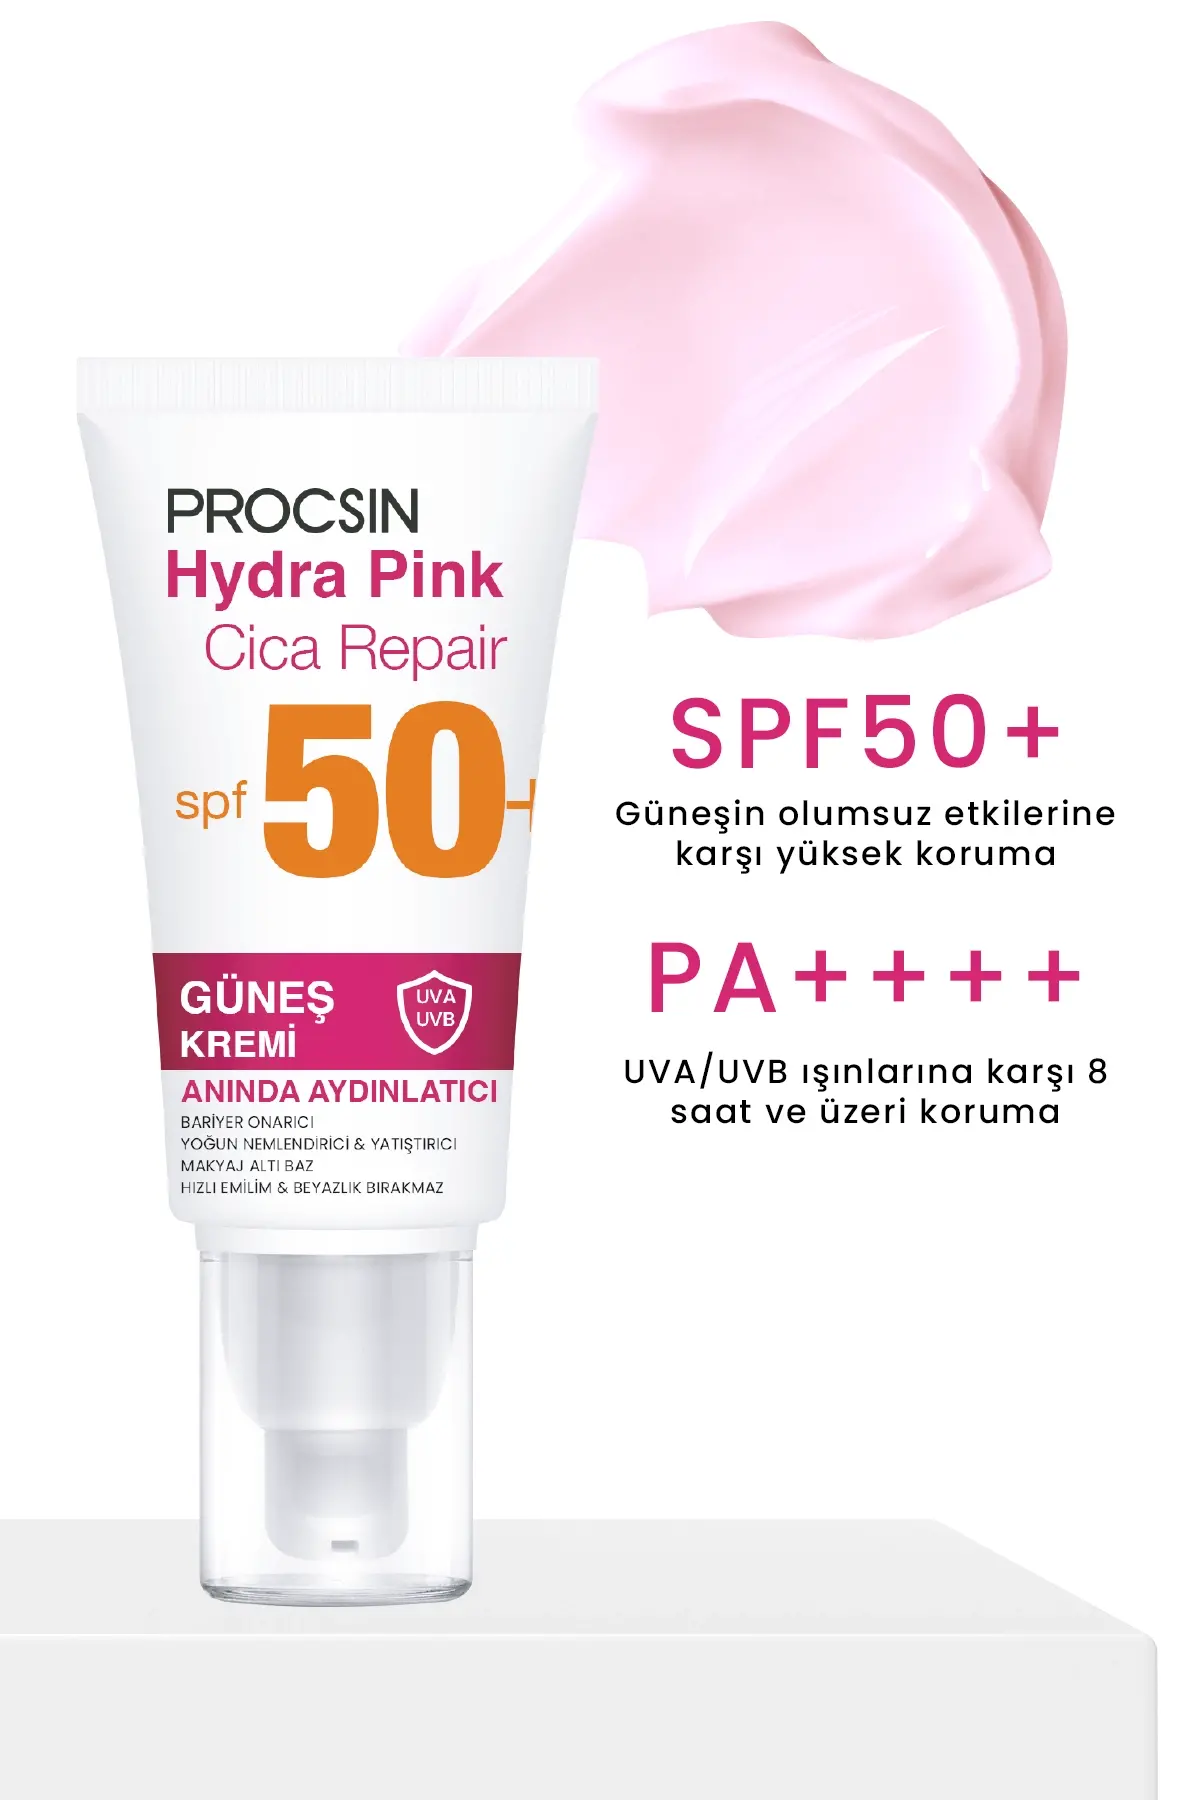 PROCSIN
Hydra Pink
Cica Repair
spf 50+
GÜNEŞ
KREMİ
UVA
UVB
ANINDA AYDINLATICI
BARİYER ONARICI
YOĞUN NEMLENDİRİCİ & YATIŞTIRICI
MAKYAJ ALTI BAZ
HIZLI EMİLİM & BEYAZLIK BIRAKMAZ
SPF50+
Güneşin olumsuz etkilerine
karşı yüksek koruma
PA++++
UVA/UVB ışınlarına karşı 8
saat ve üzeri koruma